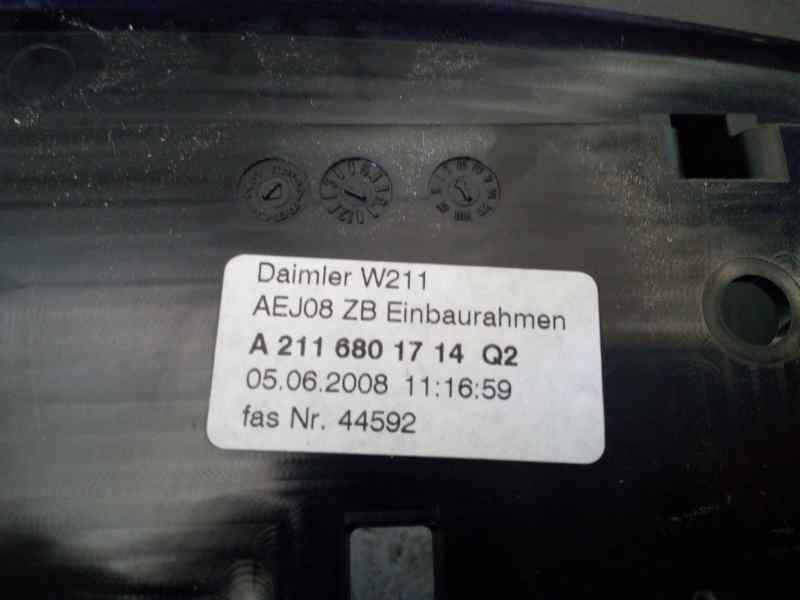 Daimler W211
AEJ08 ZB Einbaurahmen
A 211 680 17 14 Q2
05.06.2008 11:16:59
fas Nr. 44592